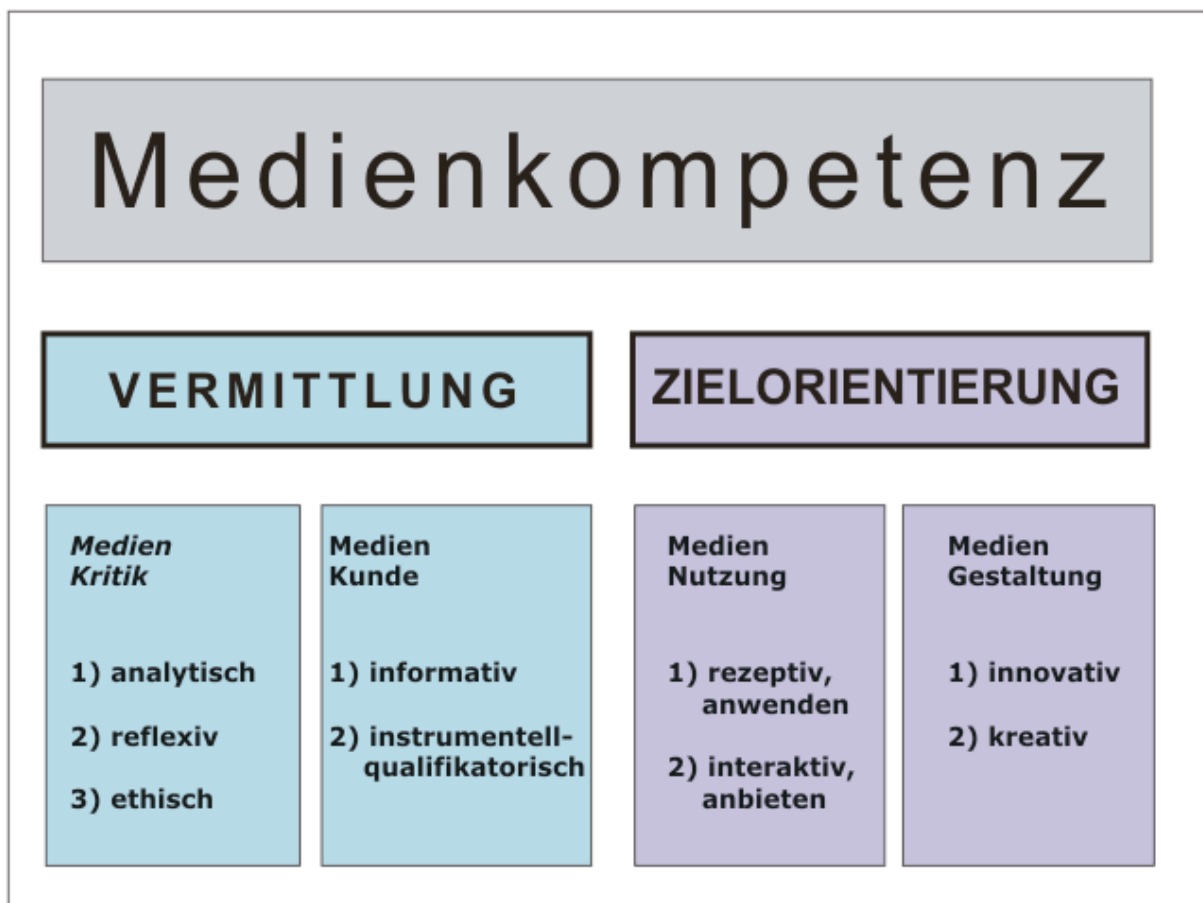 Medienkompetenz
VERMITTLUNG
ZIELORIENTIERUNG
Medien
Kritik
1) analytisch
2) reflexiv
3) ethisch
Medien
Kunde
1) informativ
2) instrumentell-
qualifikatorisch
Medien
Nutzung
1) rezeptiv,
anwenden
2) interaktiv,
anbieten
Medien
Gestaltung
1) innovativ
2) kreativ